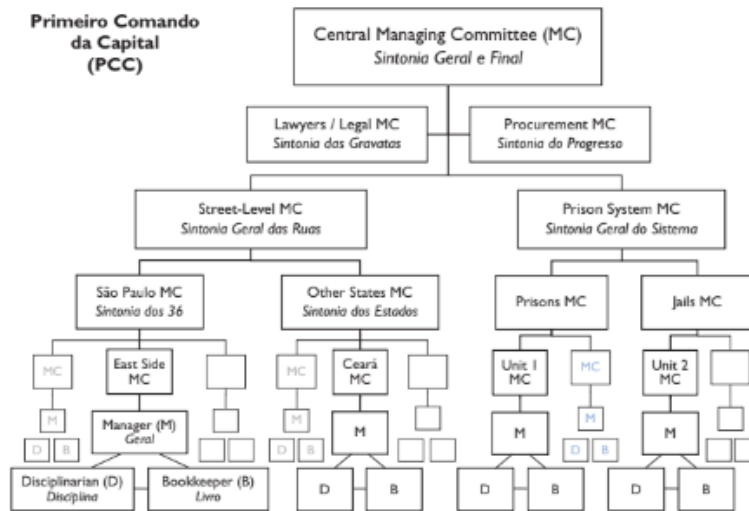 Primeiro Comando
da Capital
(PCC)
Central Managing Committee (MC)
Sintonia Geral e Final
Lawyers / Legal MC
Sintonia das Gravatas
Procurement MC
Sintonia do Progresso
Street-Level MC
Sintonia Geral das Ruas
Prison System MC
Sintonia Geral do Sistema
São Paulo MC
Sintonia dos 36
Other States MC
Sintonia dos Estados
Prisons MC
Jails MC
MC
East Side
MC
MC
Ceará
MC
Unit 1
MC
MC
Unit 2
MC
M
Manager (M)
Geral
M
M
M
M
M
D
B
D
B
D
B
Disciplinarian (D)
Disciplina
Bookkeeper (B)
Livro
D
B
D
B
D
B